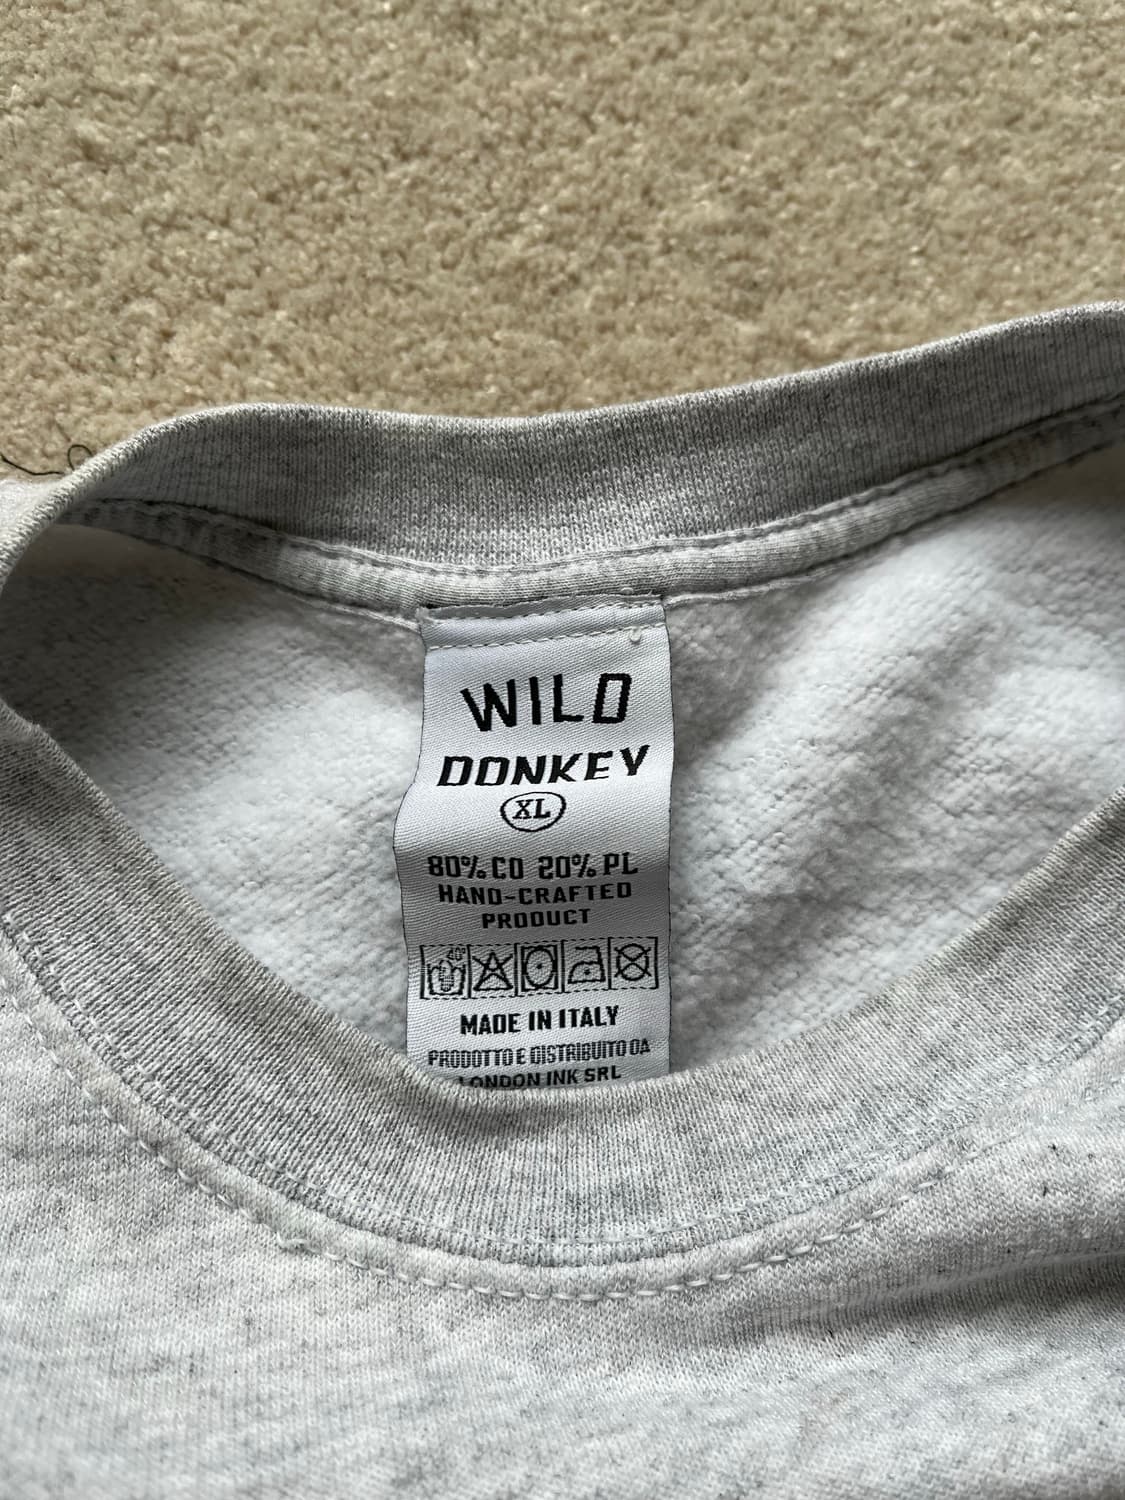 WILD
DONKEY
XL
80% CO 20% PL
HAND-CRAFTED
PRODUCT
40°
MADE IN ITALY
PRODOTTO E DISTRIBUITO DA
LONDON INK SRL